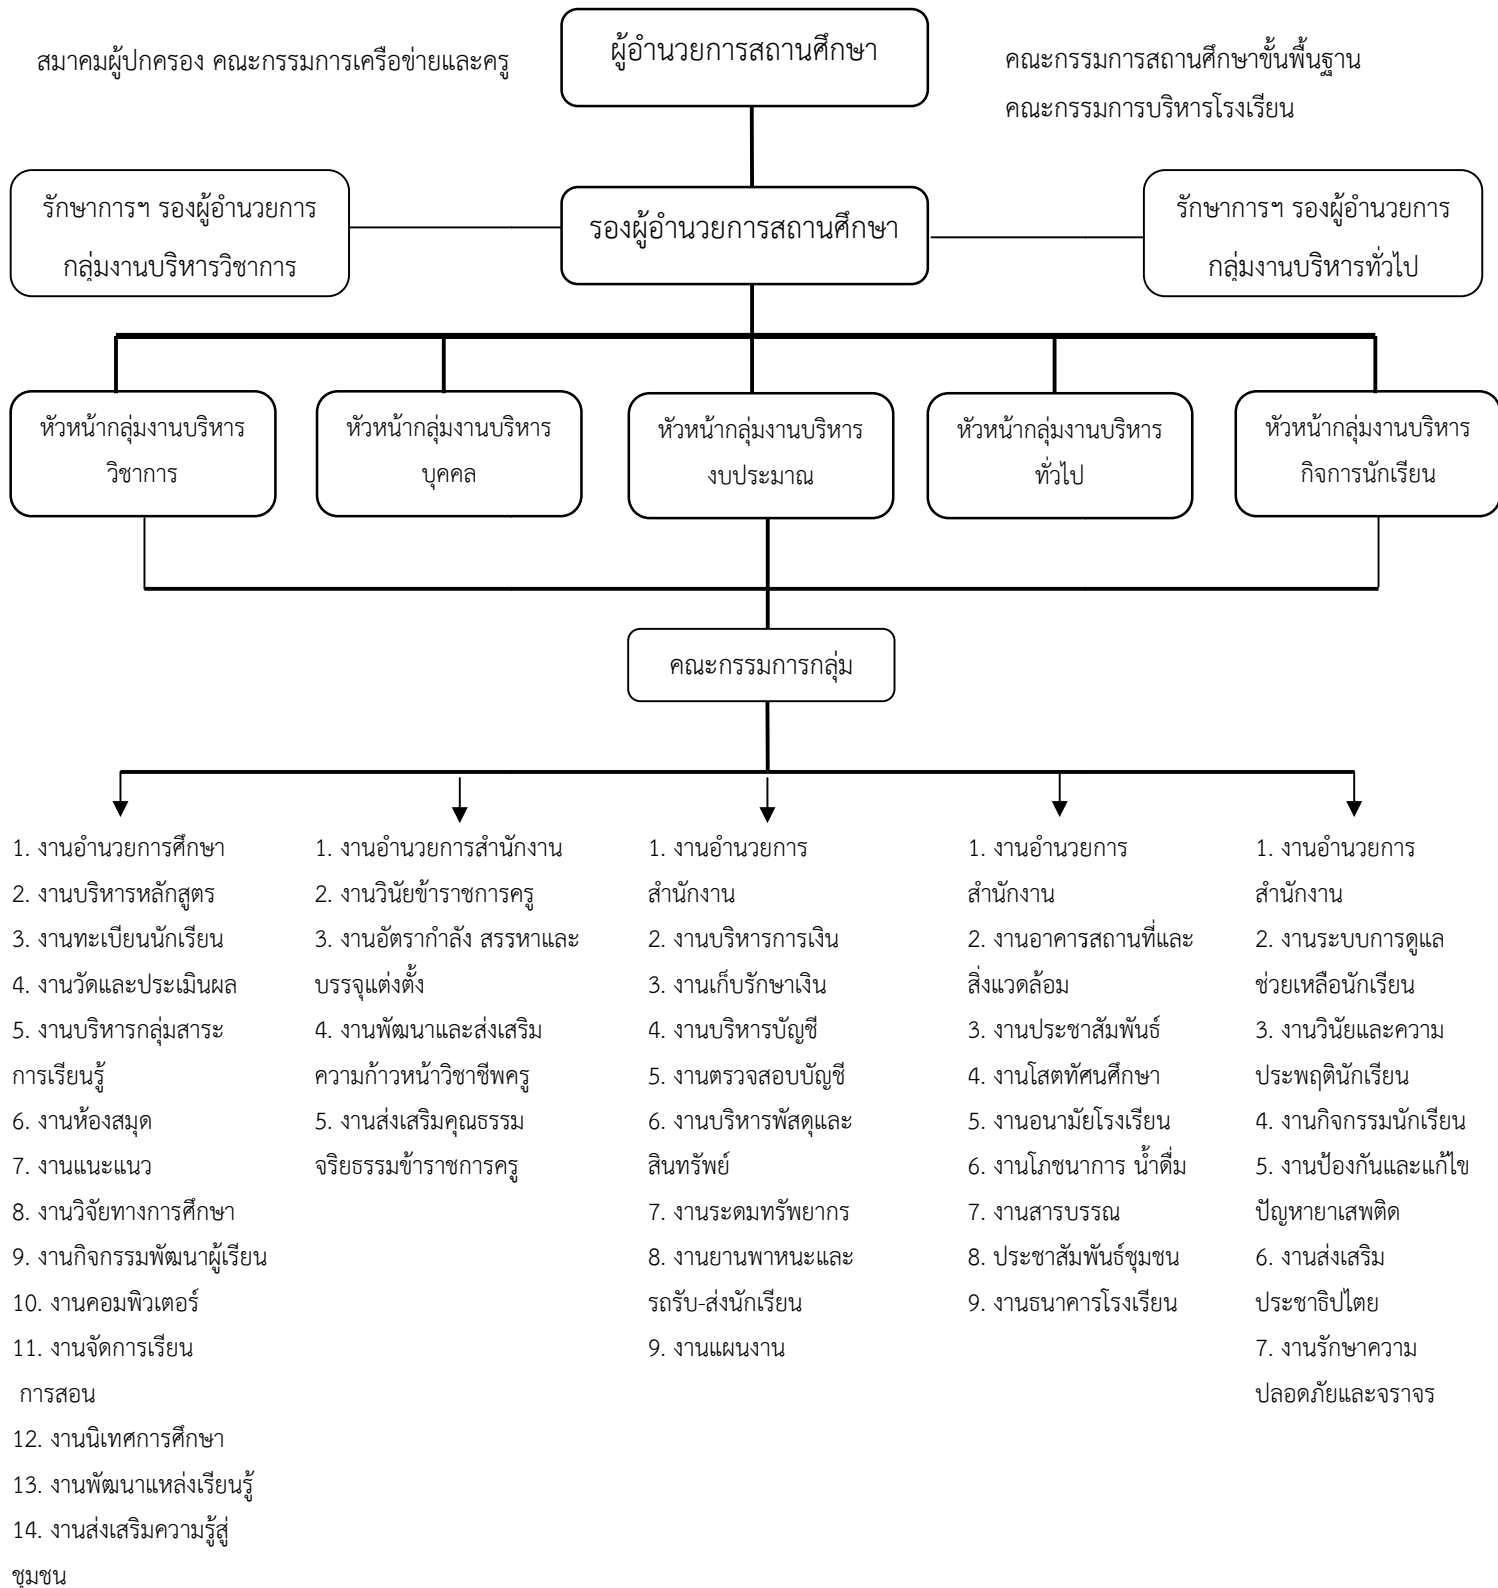 สมาคมผู้ปกครอง คณะกรรมการเครือข่ายและครู
ผู้อำนวยการสถานศึกษา
คณะกรรมการสถานศึกษาขั้นพื้นฐาน
คณะกรรมการบริหารโรงเรียน
รักษาการฯ รองผู้อำนวยการ
กลุ่มงานบริหารวิชาการ
รองผู้อำนวยการสถานศึกษา
รักษาการฯ รองผู้อำนวยการ
กลุ่มงานบริหารทั่วไป
หัวหน้ากลุ่มงานบริหาร
วิชาการ
หัวหน้ากลุ่มงานบริหาร
บุคคล
หัวหน้ากลุ่มงานบริหาร
งบประมาณ
หัวหน้ากลุ่มงานบริหาร
ทั่วไป
หัวหน้ากลุ่มงานบริหาร
กิจการนักเรียน
คณะกรรมการกลุ่ม
1. งานอำนวยการศึกษา
2. งานบริหารหลักสูตร
3. งานทะเบียนนักเรียน
4. งานวัดและประเมินผล
5. งานบริหารกลุ่มสาระ
การเรียนรู้
6. งานห้องสมุด
7. งานแนะแนว
8. งานวิจัยทางการศึกษา
9. งานกิจกรรมพัฒนาผู้เรียน
10. งานคอมพิวเตอร์
11. งานจัดการเรียน
การสอน
12. งานนิเทศการศึกษา
13. งานพัฒนาแหล่งเรียนรู้
14. งานส่งเสริมความรู้สู่
ชุมชน
1. งานอำนวยการสำนักงาน
2. งานวินัยข้าราชการครู
3. งานอัตรากำลัง สรรหาและ
บรรจุแต่งตั้ง
4. งานพัฒนาและส่งเสริม
ความก้าวหน้าวิชาชีพครู
5. งานส่งเสริมคุณธรรม
จริยธรรมข้าราชการครู
1. งานอำนวยการ
สำนักงาน
2. งานบริหารการเงิน
3. งานเก็บรักษาเงิน
4. งานบริหารบัญชี
5. งานตรวจสอบบัญชี
6. งานบริหารพัสดุและ
สินทรัพย์
7. งานระดมทรัพยากร
8. งานยานพาหนะและ
รถรับ-ส่งนักเรียน
9. งานแผนงาน
1. งานอำนวยการ
สำนักงาน
2. งานอาคารสถานที่และ
สิ่งแวดล้อม
3. งานประชาสัมพันธ์
4. งานโสตทัศนศึกษา
5. งานอนามัยโรงเรียน
6. งานโภชนาการ น้ำดื่ม
7. งานสารบรรณ
8. ประชาสัมพันธ์ชุมชน
9. งานธนาคารโรงเรียน
1. งานอำนวยการ
สำนักงาน
2. งานระบบการดูแล
ช่วยเหลือนักเรียน
3. งานวินัยและความ
ประพฤตินักเรียน
4. งานกิจกรรมนักเรียน
5. งานป้องกันและแก้ไข
ปัญหายาเสพติด
6. งานส่งเสริม
ประชาธิปไตย
7. งานรักษาความ
ปลอดภัยและจราจร